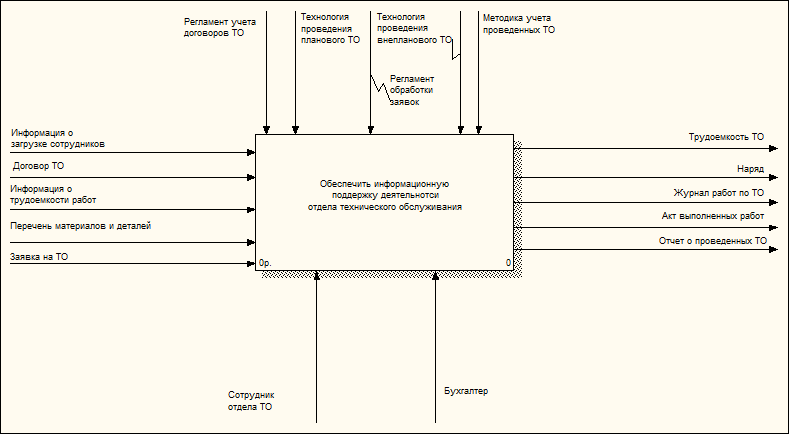 Регламент учета
договоров ТО
Технология
проведения
планового ТО
Технология
проведения
внепланового ТО
Методика учета
проведенных ТО
Регламент
обработки
заявок
Информация о
загрузке сотрудников
Договор ТО
Информация о
трудоемкости работ
Перечень материалов и деталей
Заявка на ТО
Обеспечить информационную
поддержку деятельнотси
отдела технического обслуживания
0р.
0
Трудоемкость ТО
Наряд
Журнал работ по ТО
Акт выполненных работ
Отчет о проведенных ТО
Сотрудник
отдела ТО
Бухгалтер